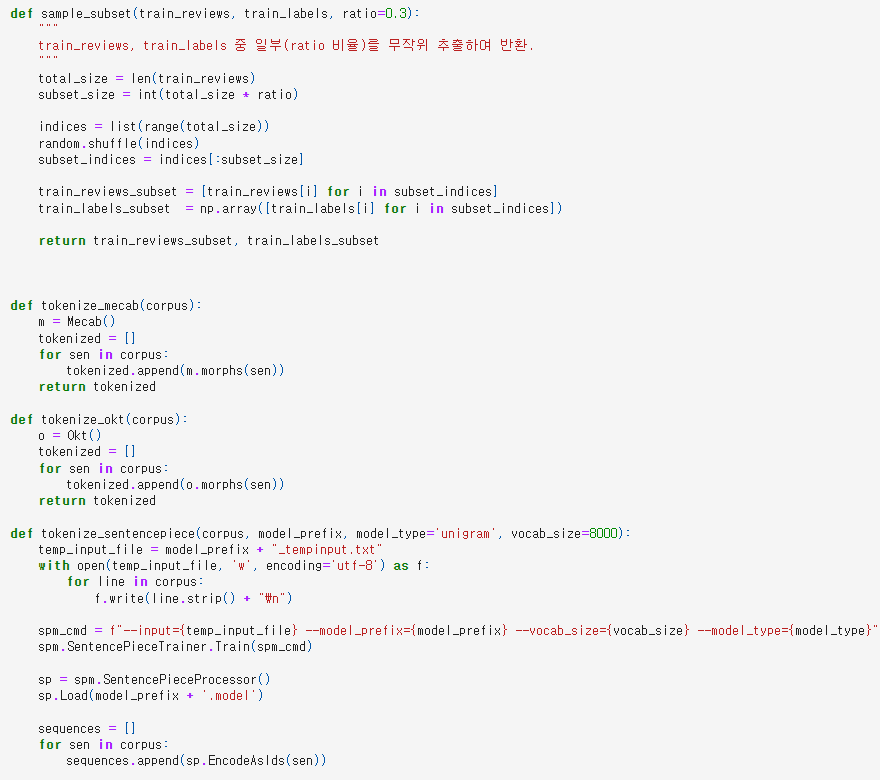 def sample_subset(train_reviews, train_labels, ratio=0.3):
    """
    train_reviews, train_labels 중 일부(ratio 비율)를 무작위 추출하여 반환.
    """
    total_size = len(train_reviews)
    subset_size = int(total_size * ratio)

    indices = list(range(total_size))
    random.shuffle(indices)
    subset_indices = indices[:subset_size]

    train_reviews_subset = [train_reviews[i] for i in subset_indices]
    train_labels_subset  = np.array([train_labels[i] for i in subset_indices])

    return train_reviews_subset, train_labels_subset

def tokenize_mecab(corpus):
    m = Mecab()
    tokenized = []
    for sen in corpus:
        tokenized.append(m.morphs(sen))
    return tokenized

def tokenize_okt(corpus):
    o = Okt()
    tokenized = []
    for sen in corpus:
        tokenized.append(o.morphs(sen))
    return tokenized

def tokenize_sentencepiece(corpus, model_prefix, model_type='unigram', vocab_size=8000):
    temp_input_file = model_prefix + "_tempinput.txt"
    with open(temp_input_file, 'w', encoding='utf-8') as f:
        for line in corpus:
            f.write(line.strip() + "₩n")

    spm_cmd = f"--input={temp_input_file} --model_prefix={model_prefix} --vocab_size={vocab_size} --model_type={model_type}"
    spm.SentencePieceTrainer.Train(spm_cmd)

    sp = spm.SentencePieceProcessor()
    sp.Load(model_prefix + '.model')

    sequences = []
    for sen in corpus:
        sequences.append(sp.EncodeAsIds(sen))